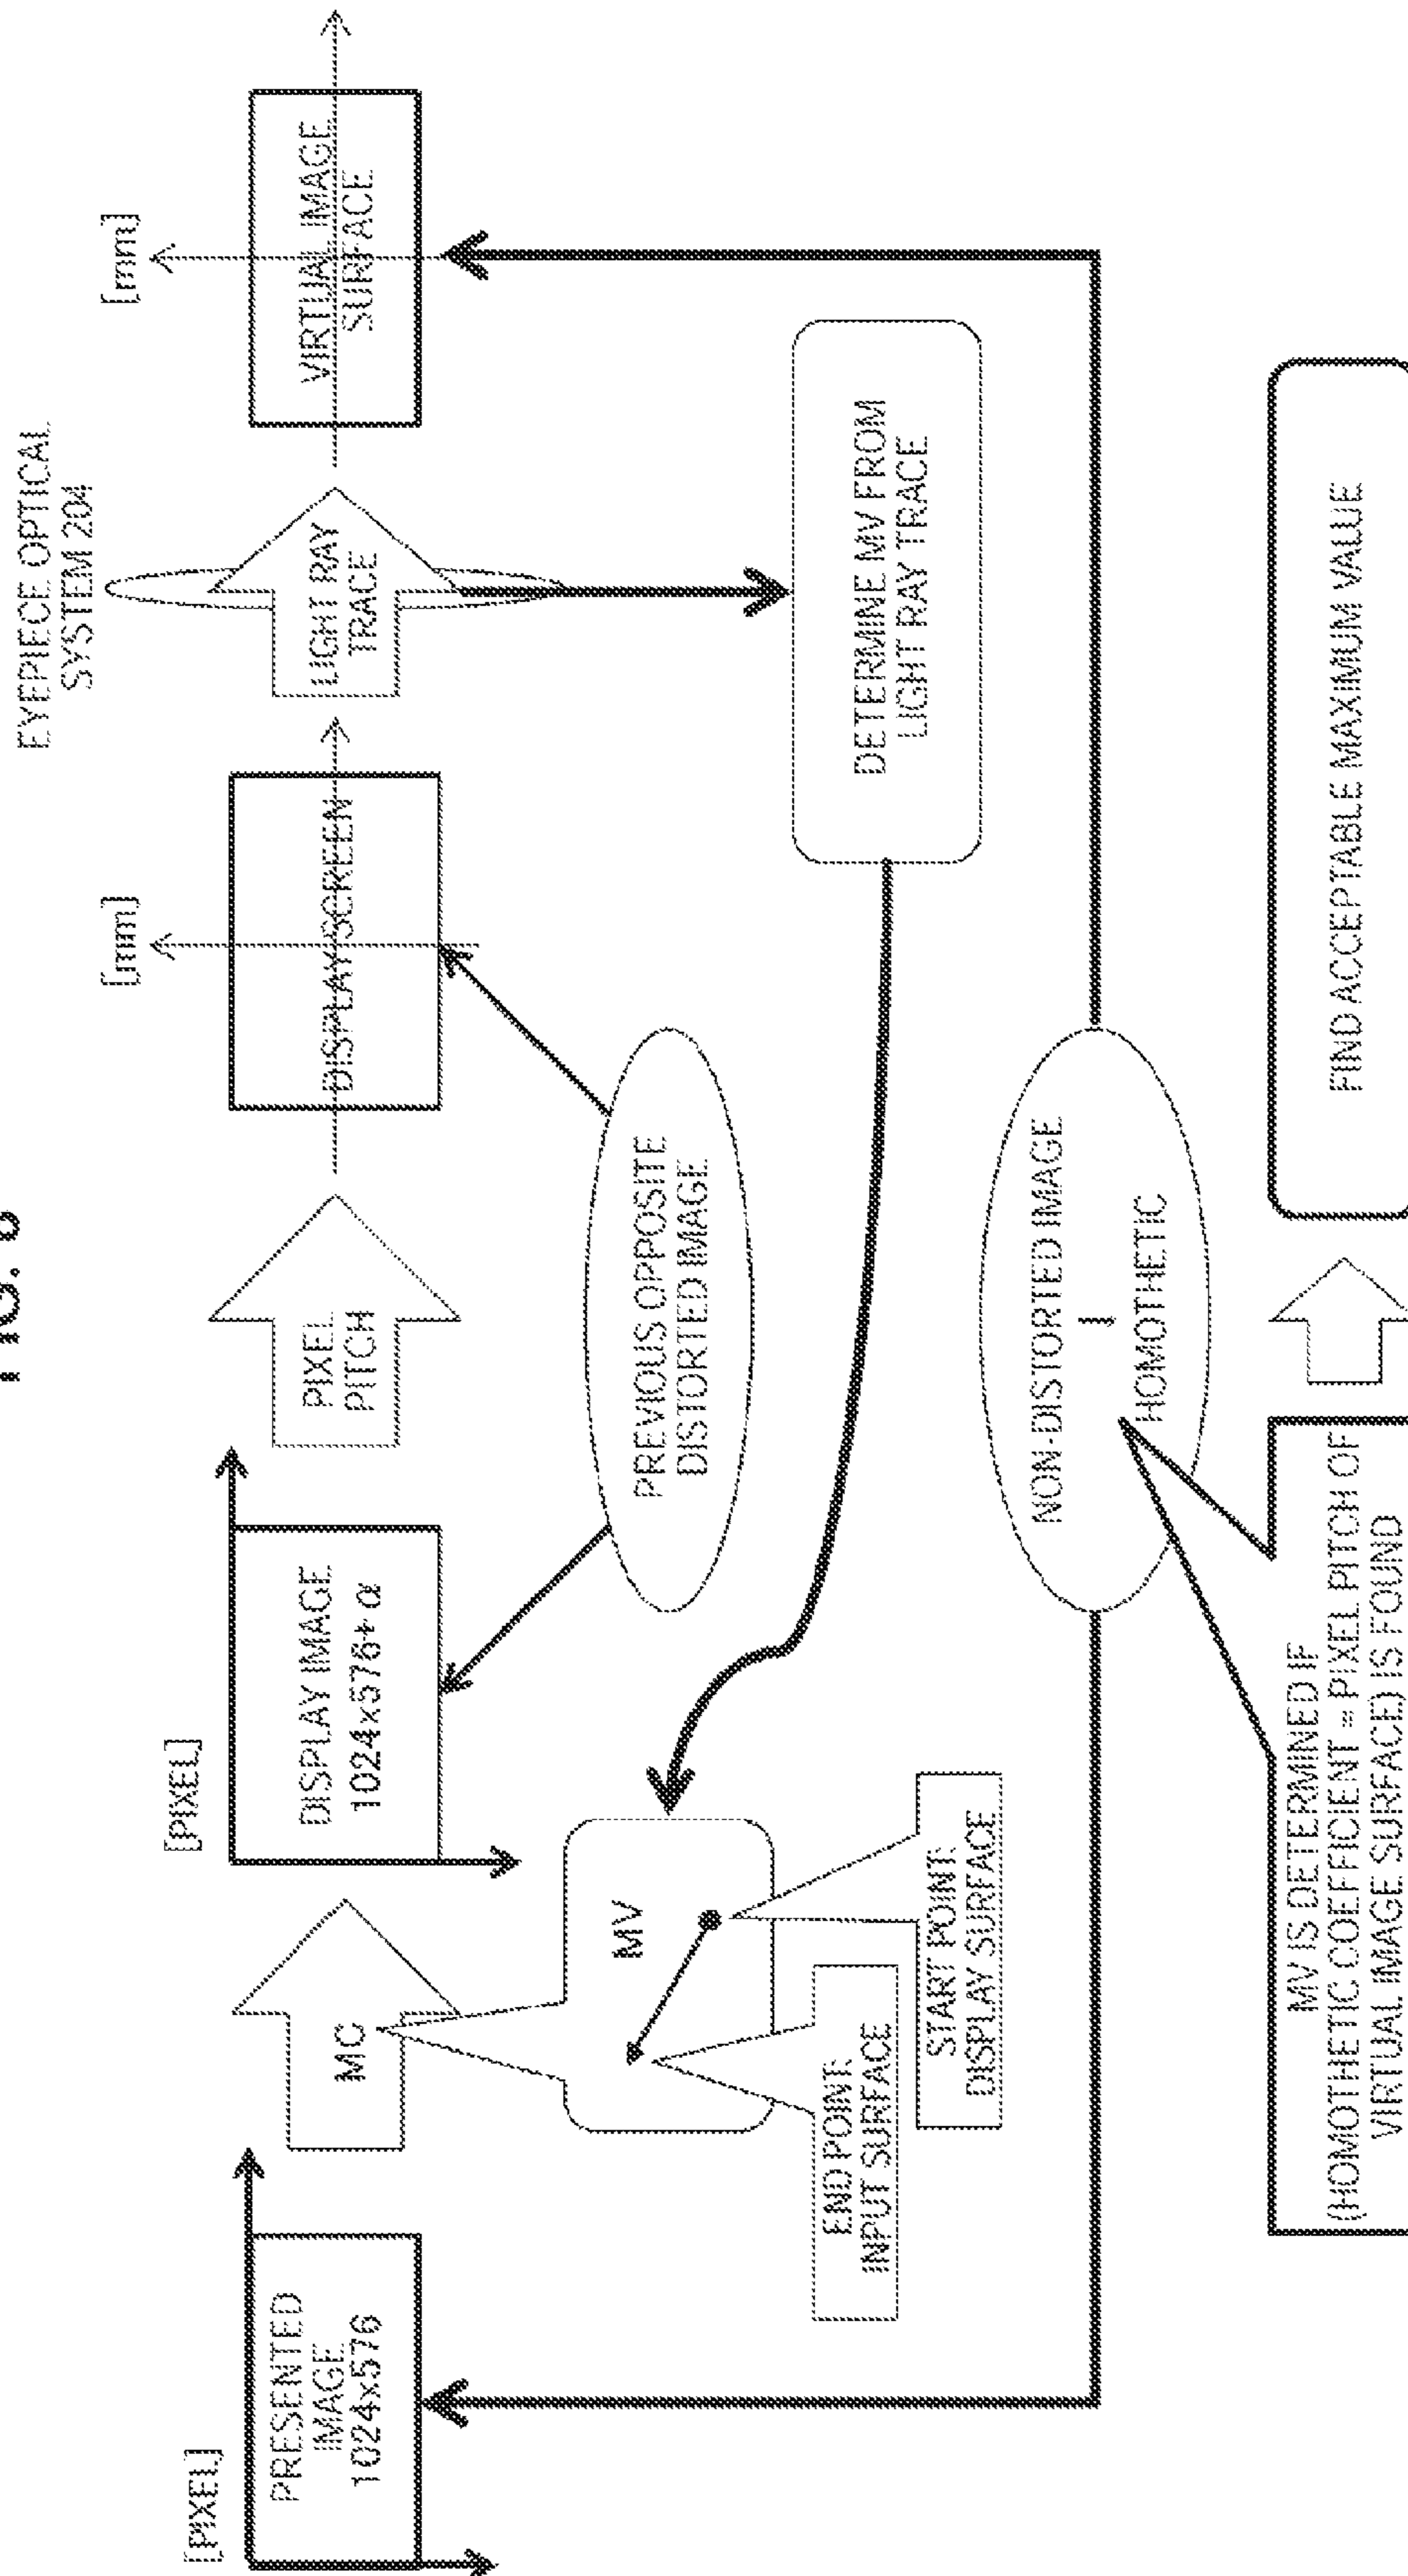 [PIXEL]
PRESENTED
IMAGE
1024×576
MC
[PIXEL]
DISPLAY IMAGE
1024×576+α
PIXEL
PITCH
[mm]
DISPLAY SCREEN
EYEPIECE OPTICAL
SYSTEM 204
LIGHT RAY
TRACE
[mm]
VIRTUAL IMAGE
SURFACE
MV
END POINT:
INPUT SURFACE
START POINT:
DISPLAY SURFACE
PREVIOUS OPPOSITE
DISTORTED IMAGE
DETERMINE MV FROM
LIGHT RAY TRACE
NON-DISTORTED IMAGE
HOMOTHETIC
MV IS DETERMINED IF
(HOMOTHETIC COEFFICIENT = PIXEL PITCH OF
VIRTUAL IMAGE SURFACE) IS FOUND
FIND ACCEPTABLE MAXIMUM VALUE